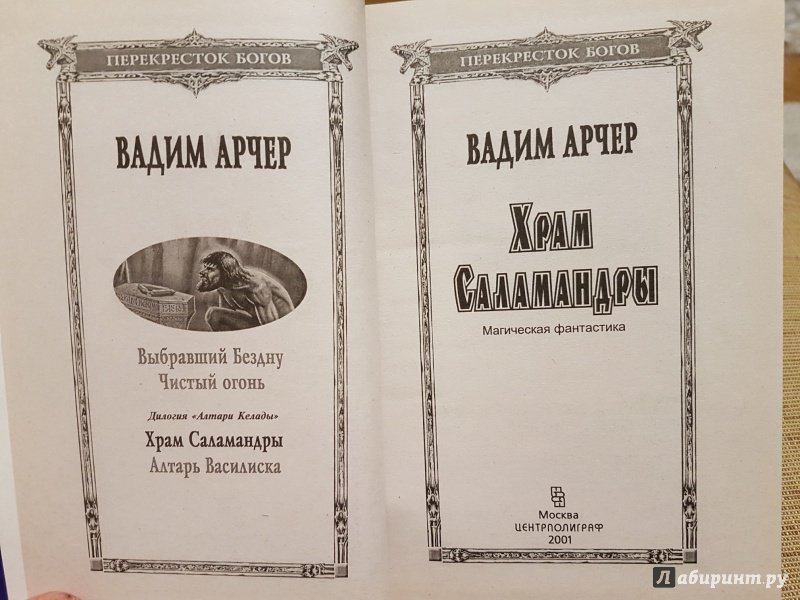 ПЕРЕКРЕСТОК БОГОВ
ВАДИМ АРЧЕР
Выбравший Бездну
Чистый огонь
Дилогия «Алтари Келады»
Храм Саламандры
Алтарь Василиска
ПЕРЕКРЕСТОК БОГОВ
ВАДИМ АРЧЕР
ХРАМ
САЛАМАНДРЫ
Магическая фантастика
Москва
ЦЕНТРПОЛИГРАФ
2001
Лабиринт.ру